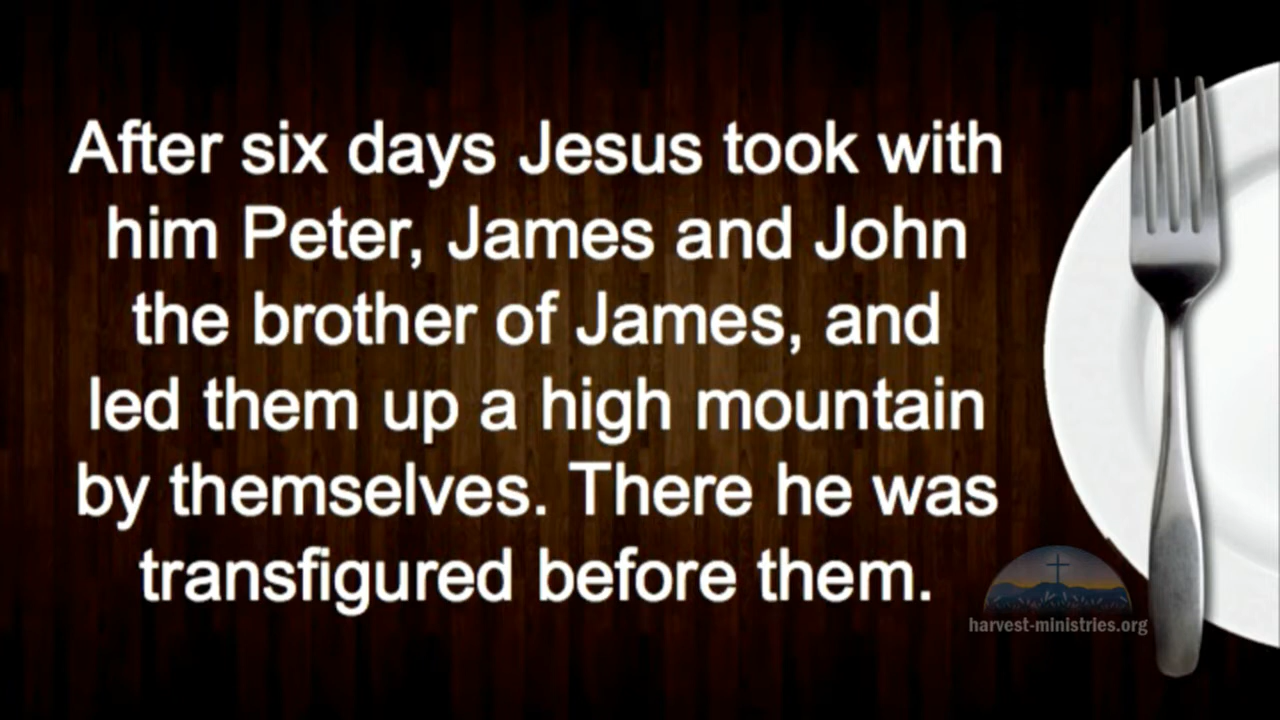 After six days Jesus took with
him Peter, James and John
the brother of James, and
led them up a high mountain
by themselves. There he was
transfigured before them.
harvest-ministries.org